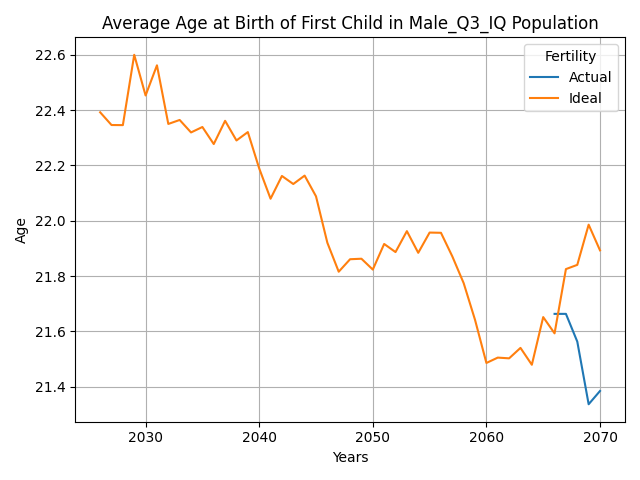 Average Age at Birth of First Child in Male_Q3_IQ Population
Fertility
Actual
Ideal
22.6
22.4
22.2
22.0
21.8
21.6
21.4
Age
2030 2040 2050 2060 2070
Years